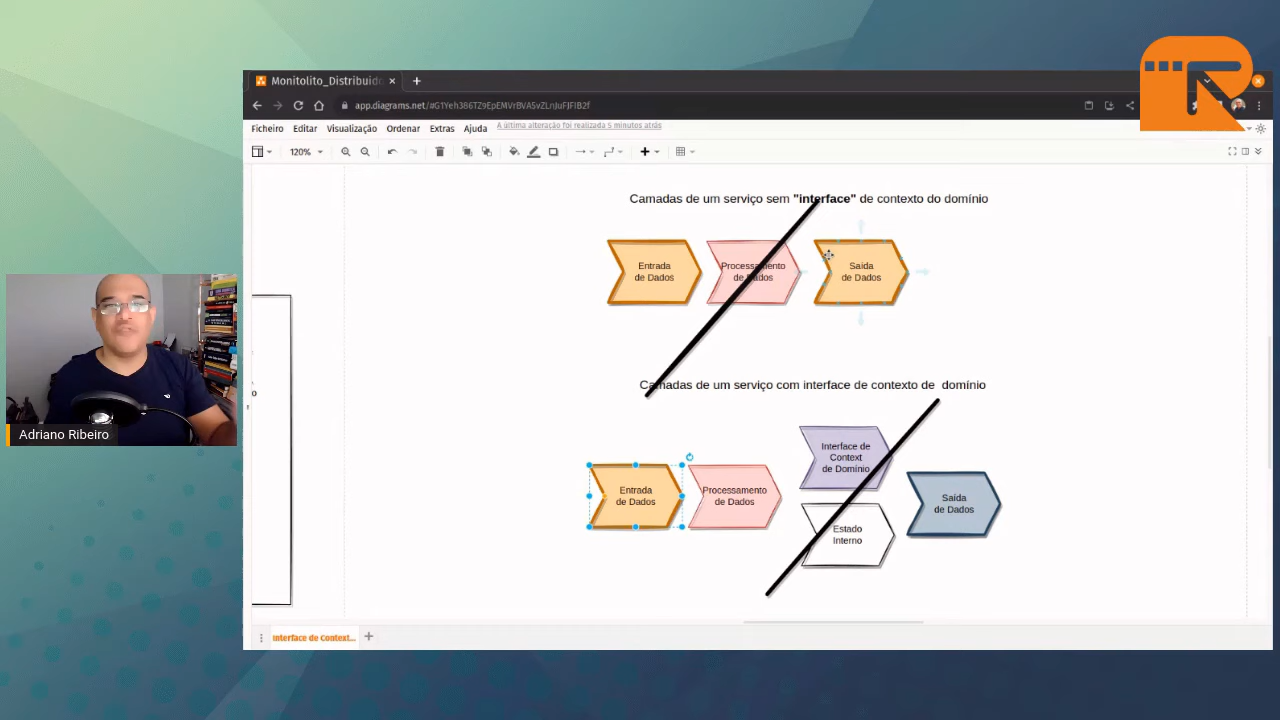 Monitolito_Distribuido
app.diagrams.net/#G1Yeh386TZ9EpEMVrBVA5vZLnJuFJFIB2f
Ficheiro Editar Visualização Ordenar Extras Ajuda A última alteração foi realizada 5 minutos atrás
120%
Camadas de um serviço sem "interface" de contexto do domínio
Entrada
de Dados
Processamento
de Dados
Saída
de Dados
Camadas de um serviço com interface de contexto de domínio
Entrada
de Dados
Processamento
de Dados
Interface de
Context
de Domínio
Estado
Interno
Saída
de Dados
Adriano Ribeiro
Interface de Context...